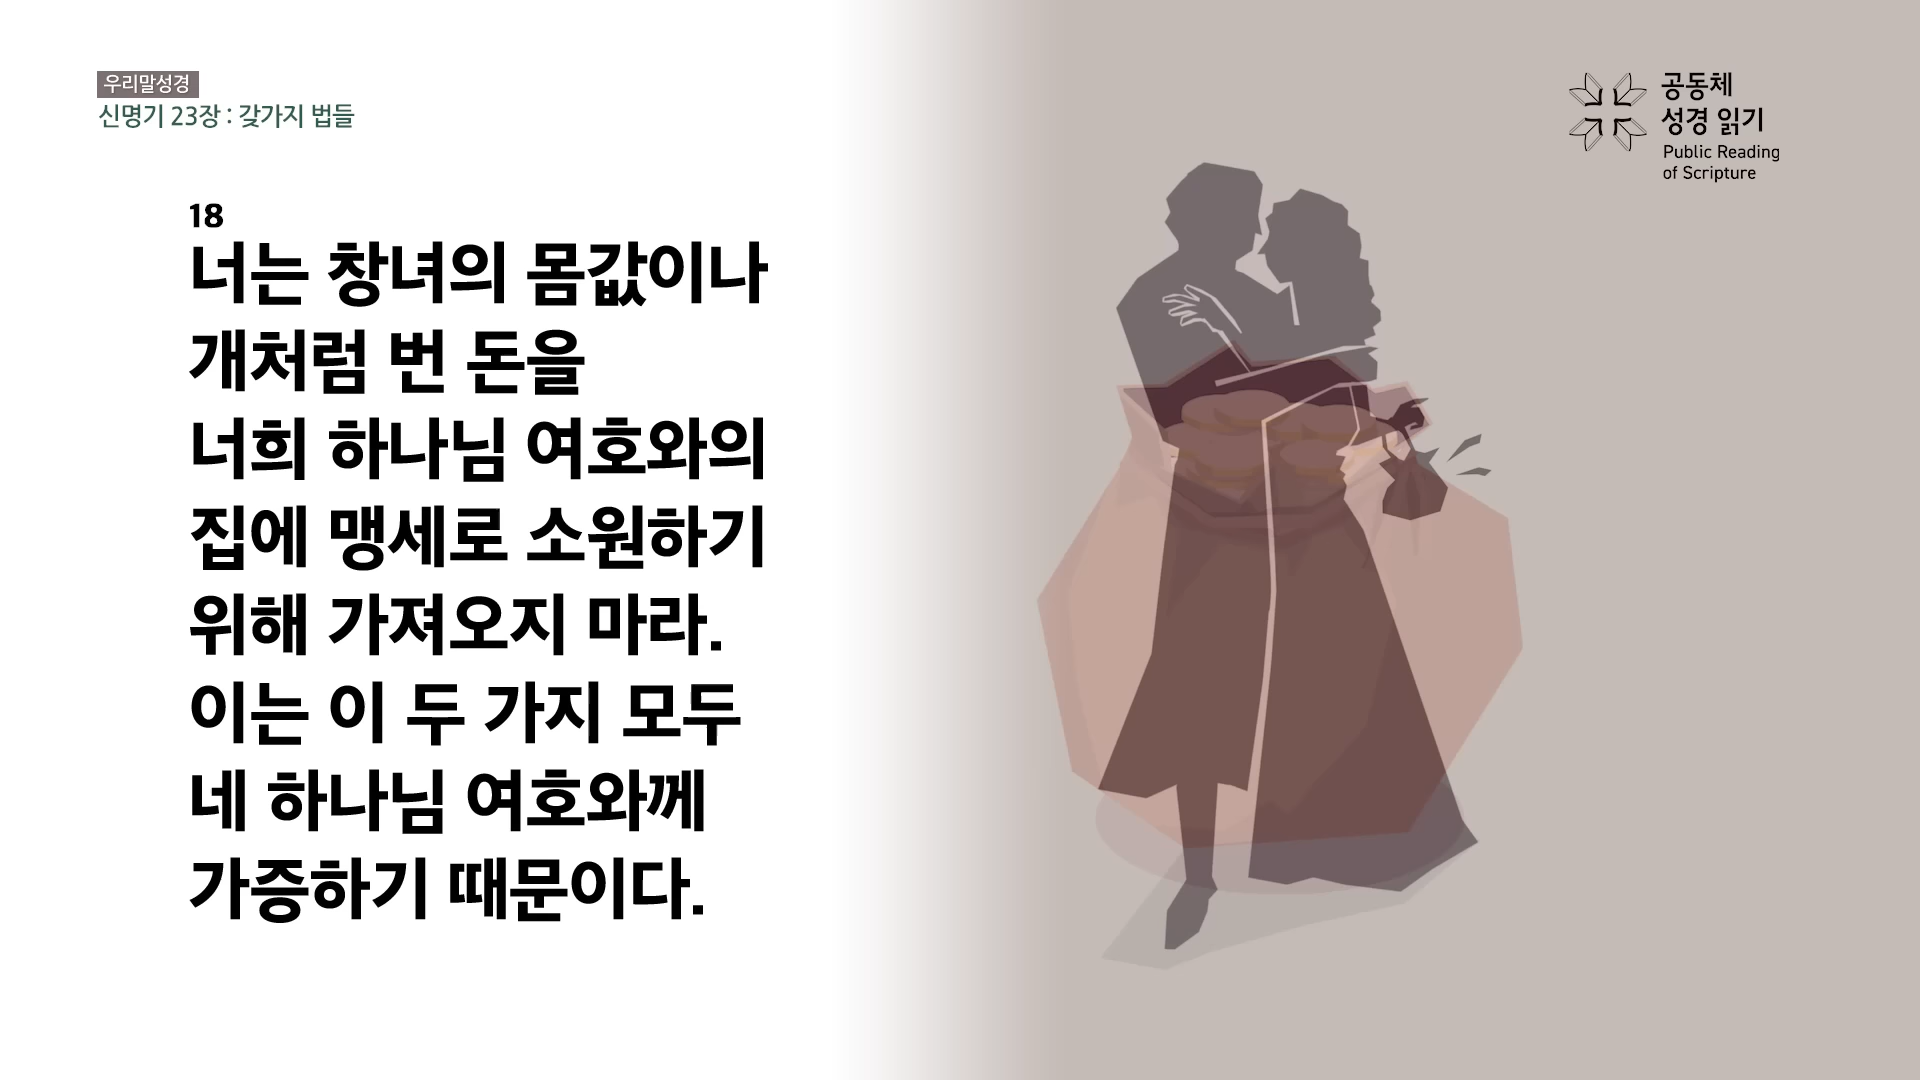 우리말성경
신명기 23장 : 갖가지 법들
공동체
성경 읽기
Public Reading
of Scripture
18
너는 창녀의 몸값이나
개처럼 번 돈을
너희 하나님 여호와의
집에 맹세로 소원하기
위해 가져오지 마라.
이는 이 두 가지 모두
네 하나님 여호와께
가증하기 때문이다.